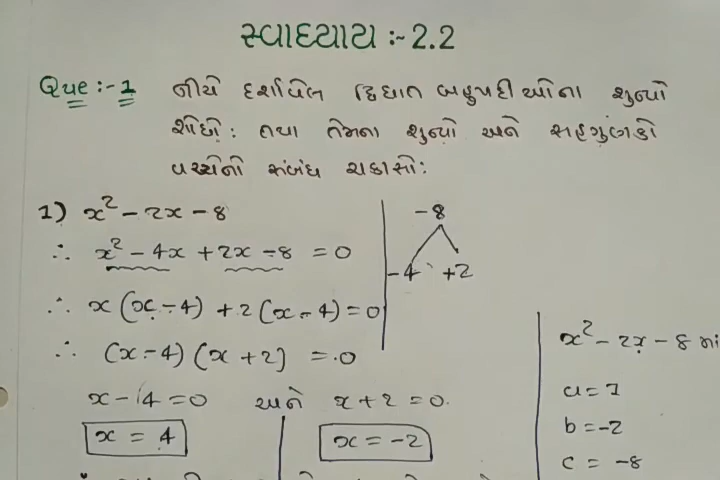 સ્વાધ્યાય :- 2.2
Que :- 1 નીચે દર્શાવેલ દ્વિઘાત બહુપદીઓના શુન્યો
શોધો : તથા તેમના શુન્યો અને સહગુણકો
વચ્ચેનો સંબંધ ચકાસો :
1) x² - 2x - 8
∴ x² - 4x + 2x - 8 = 0
∴ x (x - 4) + 2 (x - 4) = 0
∴ (x - 4) (x + 2) = 0
x - 4 = 0 અને x + 2 = 0
x = 4 x = -2
-8
-4 +2
x² - 2x - 8 માં
a = 1
b = -2
c = -8